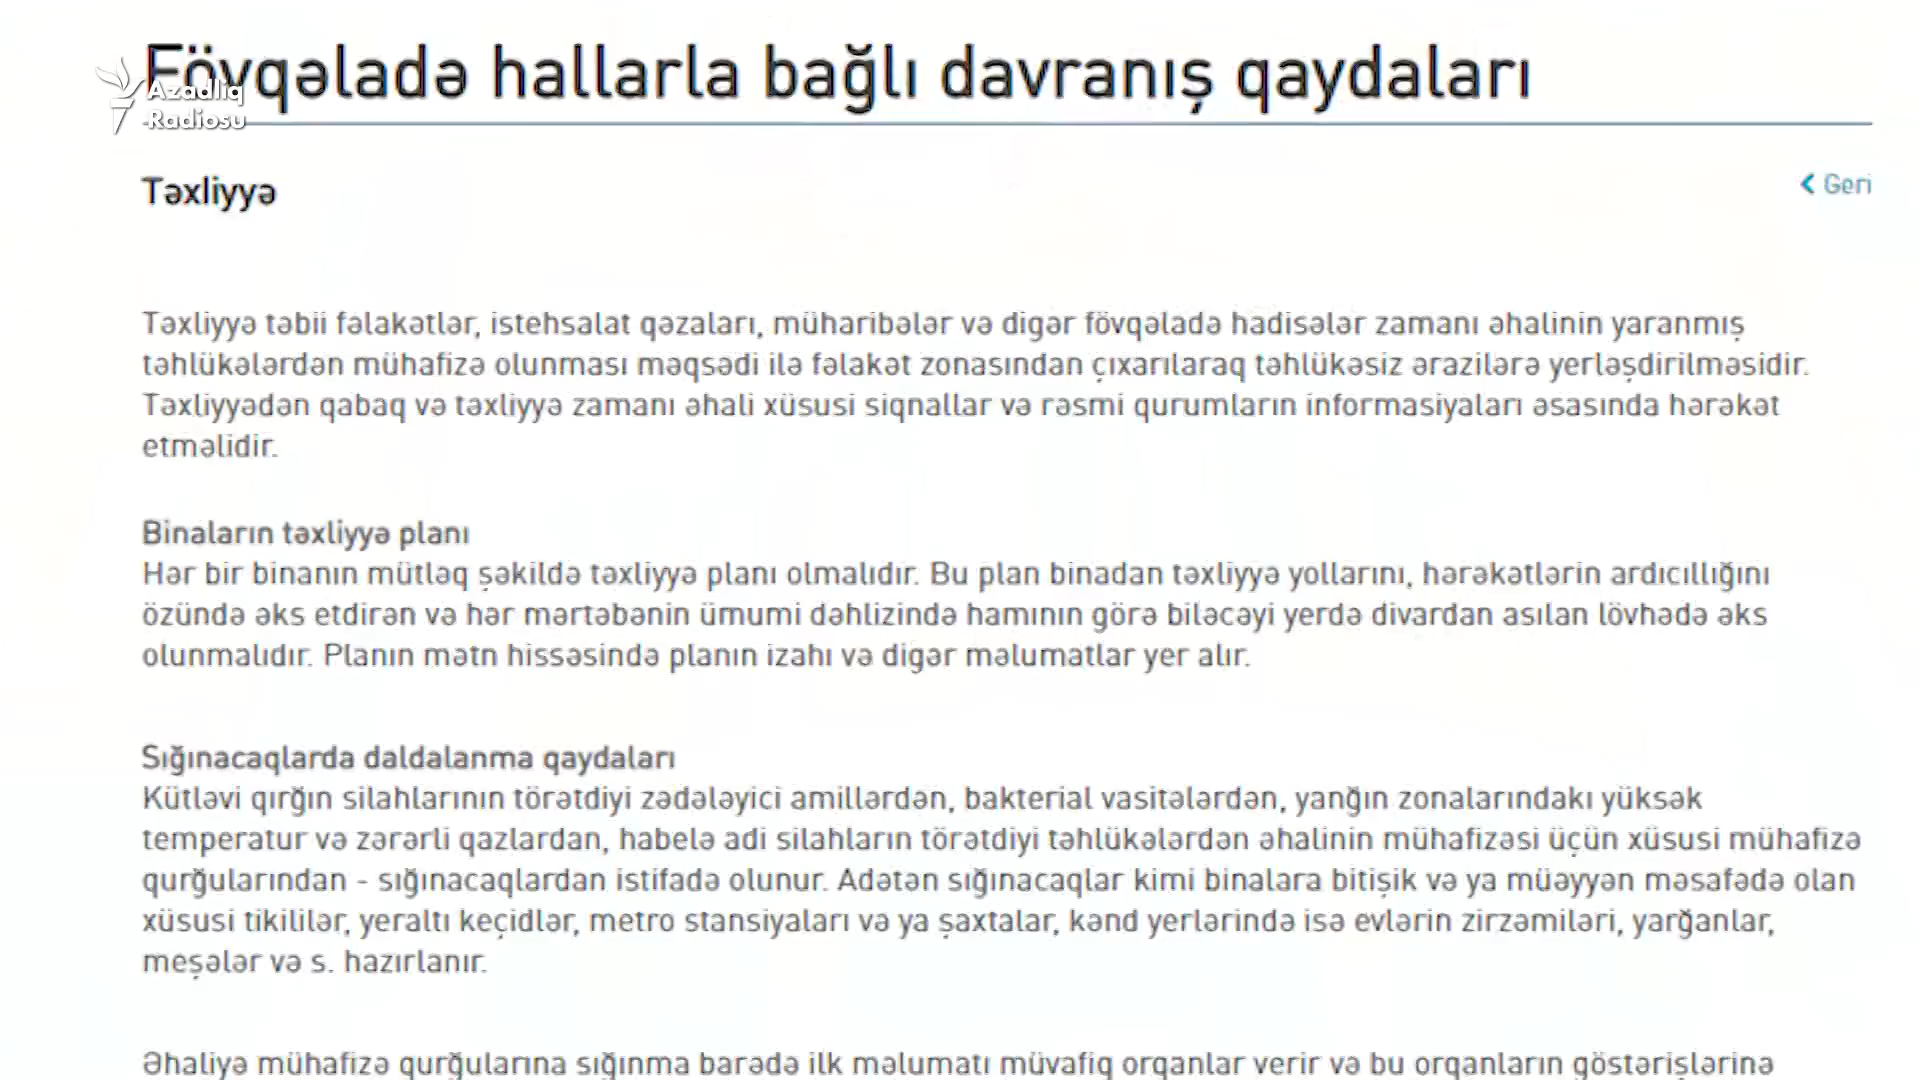 Fövqəladə hallarla bağlı davranış qaydaları
Azadlıq
Radiosu
Təxliyyə
Geri
Təxliyyə təbii fəlakətlər, istehsalat qəzaları, müharibələr və digər fövqəladə hadisələr zamanı əhalinin yaranmış
təhlükələrdən mühafizə olunması məqsədi ilə fəlakət zonasından çıxarılaraq təhlükəsiz ərazilərə yerləşdirilməsidir.
Təxliyyədən qabaq və təxliyyə zamanı əhali xüsusi siqnallar və rəsmi qurumların informasiyaları əsasında hərəkət
etməlidir.
Binaların təxliyyə planı
Hər bir binanın mütləq şəkildə təxliyyə planı olmalıdır. Bu plan binadan təxliyyə yollarını, hərəkətlərin ardıcıllığını
özündə əks etdirən və hər mərtəbənin ümumi dəhlizində hamının görə biləcəyi yerdə divardan asılan lövhədə əks
olunmalıdır. Planın mətn hissəsində planın izahı və digər məlumatlar yer alır.
Sığınacaqlarda daldalanma qaydaları
Kütləvi qırğın silahlarının törətdiyi zədələyici amillərdən, bakterial vasitələrdən, yanğın zonalarındakı yüksək
temperatur və zərərli qazlardan, habelə adi silahların törətdiyi təhlükələrdən əhalinin mühafizəsi üçün xüsusi mühafizə
qurğularından - sığınacaqlardan istifadə olunur. Adətən sığınacaqlar kimi binalara bitişik və ya müəyyən məsafədə olan
xüsusi tikililər, yeraltı keçidlər, metro stansiyaları və ya şaxtalar, kənd yerlərində isə evlərin zirzəmiləri, yarğanlar,
meşələr və s. hazırlanır.
Əhaliyə mühafizə qurğularına sığınma barədə ilk məlumatı müvafiq orqanlar verir və bu orqanların göstərişlərinə